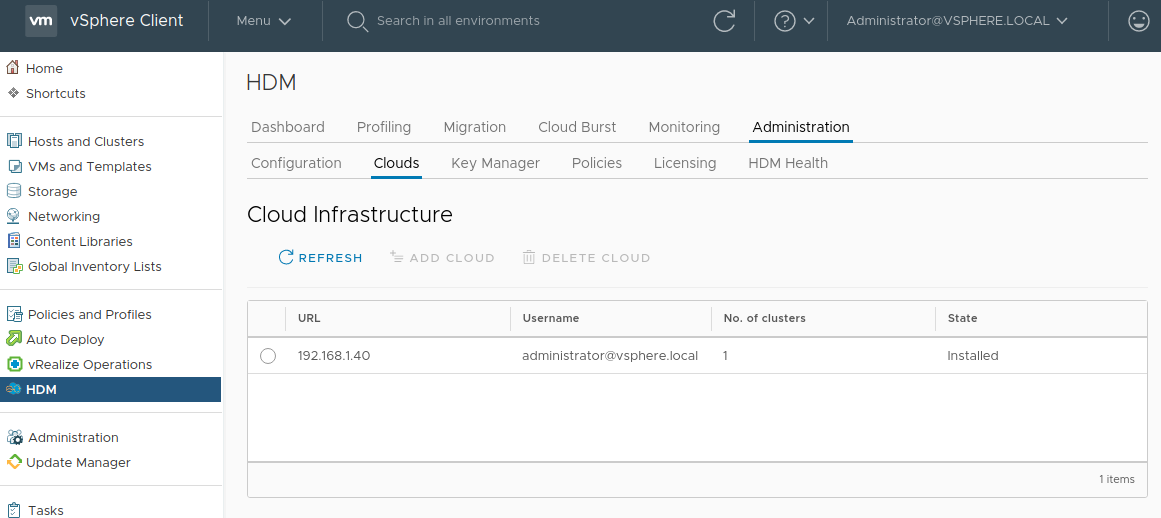 vm vSphere Client Menu Search in all environments Administrator@VSPHERE.LOCAL
Home
Shortcuts
Hosts and Clusters
VMs and Templates
Storage
Networking
Content Libraries
Global Inventory Lists
Policies and Profiles
Auto Deploy
vRealize Operations
HDM
Administration
Update Manager
Tasks
HDM
Dashboard Profiling Migration Cloud Burst Monitoring Administration
Configuration Clouds Key Manager Policies Licensing HDM Health
Cloud Infrastructure
REFRESH ADD CLOUD DELETE CLOUD
URL Username No. of clusters State
192.168.1.40 administrator@vsphere.local 1 Installed
1 items